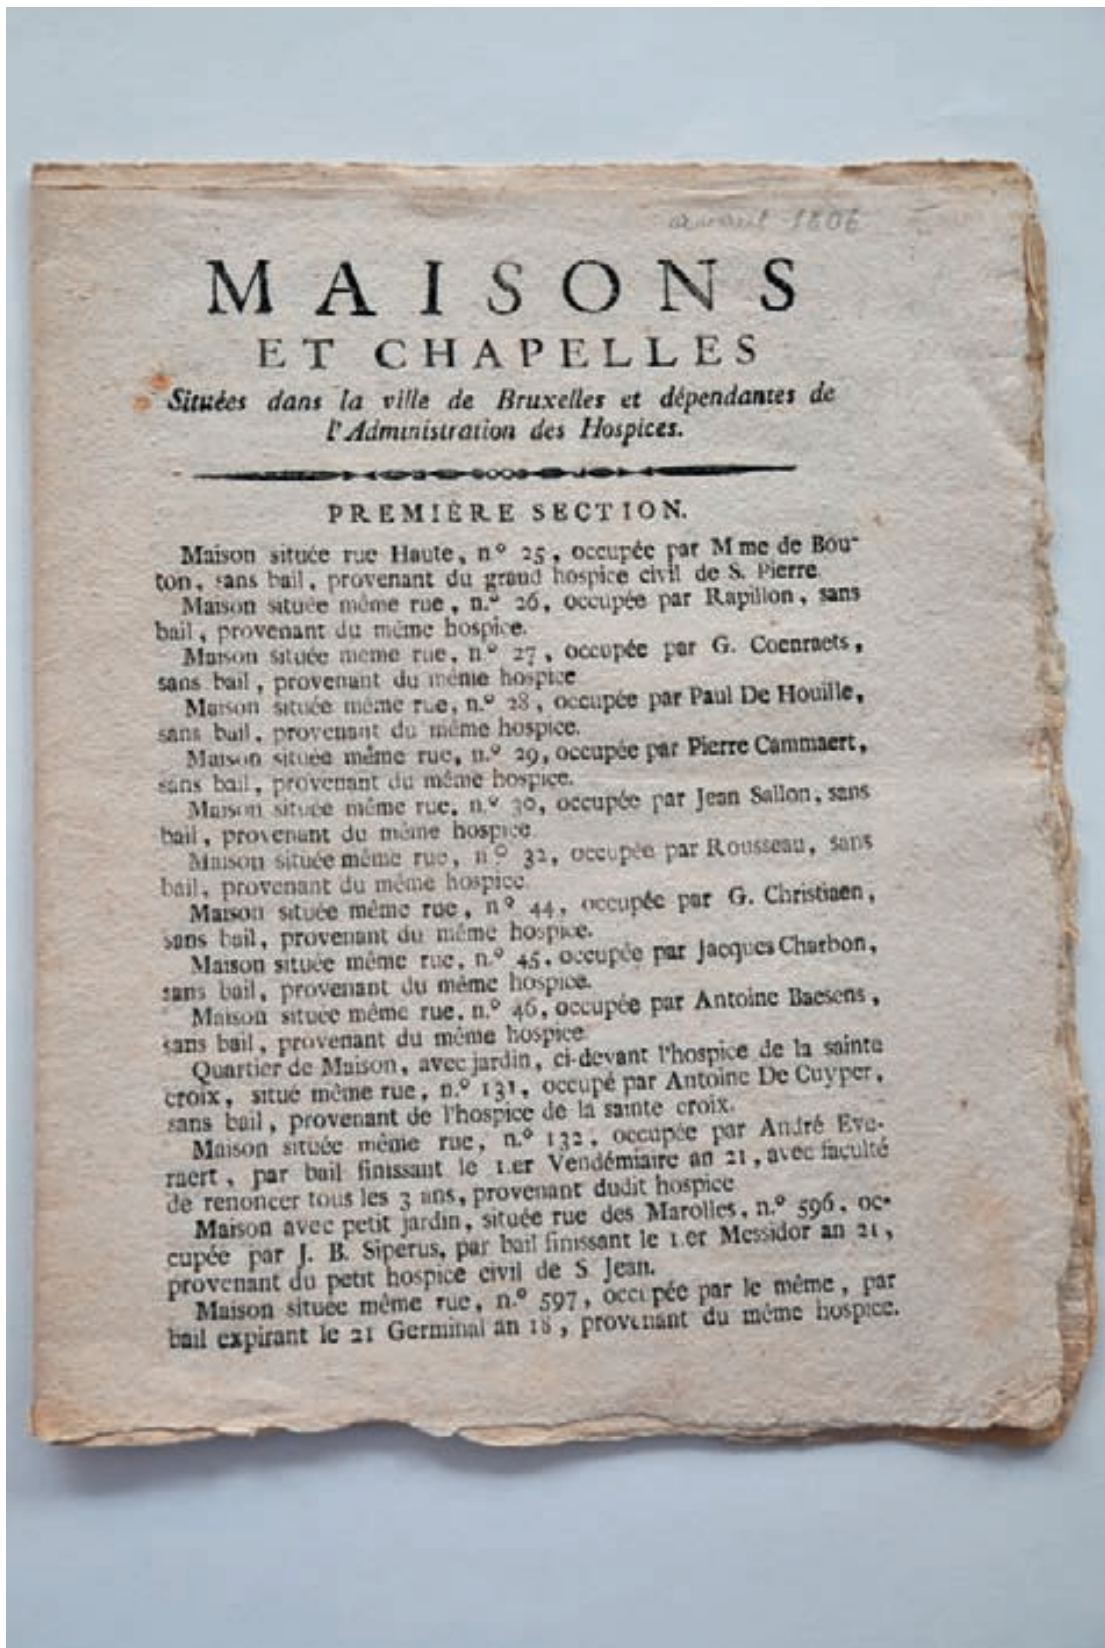 1806
MAISONS
ET CHAPELLES
Situées dans la ville de Bruxelles et dépendantes de
l'Administration des Hospices.
PREMIÈRE SECTION.
Maison située rue Haute, n° 25, occupée par Mme de Bou-
ton, sans bail, provenant du grand hospice civil de S. Pierre.
Maison située même rue, n.° 26, occupée par Rapillon, sans
bail, provenant du même hospice.
Maison située même rue, n.° 27, occupée par G. Coenraets,
sans bail, provenant du même hospice
Maison située même rue, n.° 28, occupée par Paul De Houille,
sans bail, provenant du même hospice.
Maison située même rue, n.° 29, occupée par Pierre Cammaert,
sans bail, provenant du même hospice.
Maison située même rue, n.° 30, occupée par Jean Sallon, sans
bail, provenant du même hospice.
Maison située même rue, n° 32, occupée par Rousseau, sans
bail, provenant du même hospice.
Maison située même rue, n° 44, occupée par G. Christiaen,
sans bail, provenant du même hospice.
Maison située même rue, n.° 45, occupée par Jacques Charbon,
sans bail, provenant du même hospice.
Maison située même rue, n.° 46, occupée par Antoine Baesens,
sans bail, provenant du même hospice.
Quartier de Maison, avec jardin, ci-devant l'hospice de la sainte
croix, situé même rue, n.° 131, occupé par Antoine De Cuyper,
sans bail, provenant de l'hospice de la sainte croix.
Maison située même rue, n.° 132, occupée par André Eve-
raert, par bail finissant le 1.er Vendémiaire an 21, avec faculté
de renoncer tous les 3 ans, provenant dudit hospice
Maison avec petit jardin, située rue des Marolles, n.° 596, oc-
cupée par J. B. Siperus, par bail finissant le 1.er Messidor an 21,
provenant du petit hospice civil de S. Jean.
Maison située même rue, n.° 597, occupée par le même, par
bail expirant le 21 Germinal an 18, provenant du même hospice.